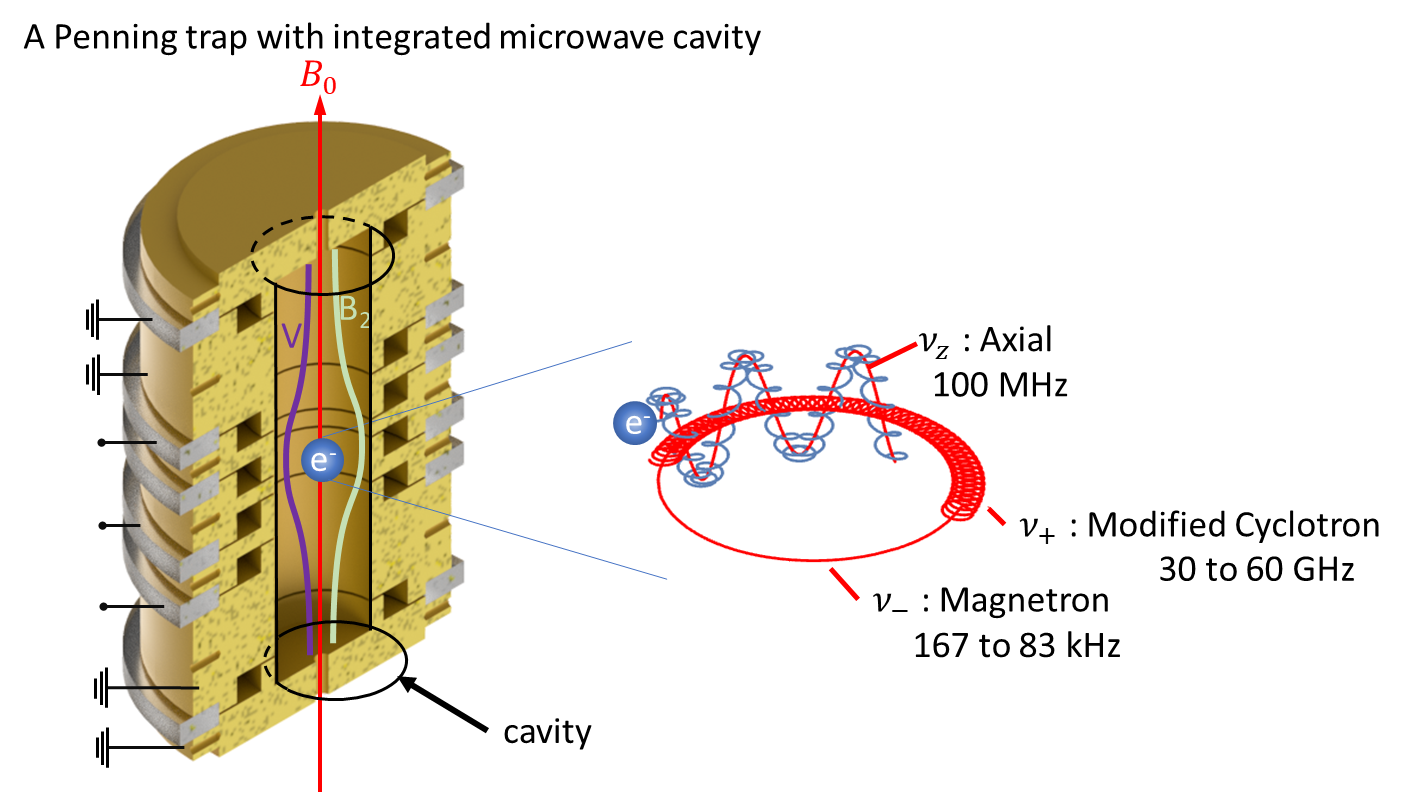 A Penning trap with integrated microwave cavity
B₀
V
B₂
e⁻
e⁻
ν_z : Axial
100 MHz
ν₊ : Modified Cyclotron
30 to 60 GHz
ν₋ : Magnetron
167 to 83 kHz
cavity